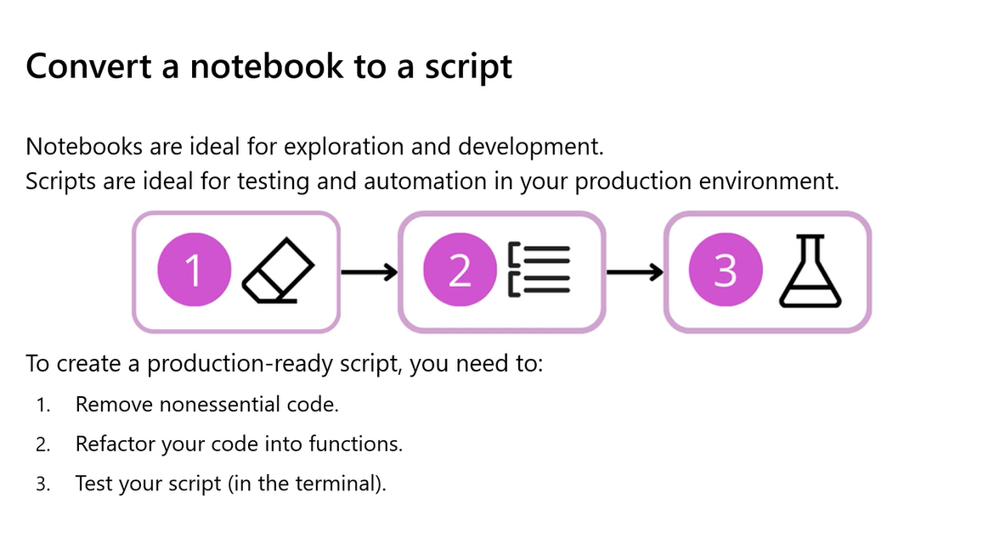 Convert a notebook to a script
Notebooks are ideal for exploration and development.
Scripts are ideal for testing and automation in your production environment.
1
2
3
To create a production-ready script, you need to:
1. Remove nonessential code.
2. Refactor your code into functions.
3. Test your script (in the terminal).